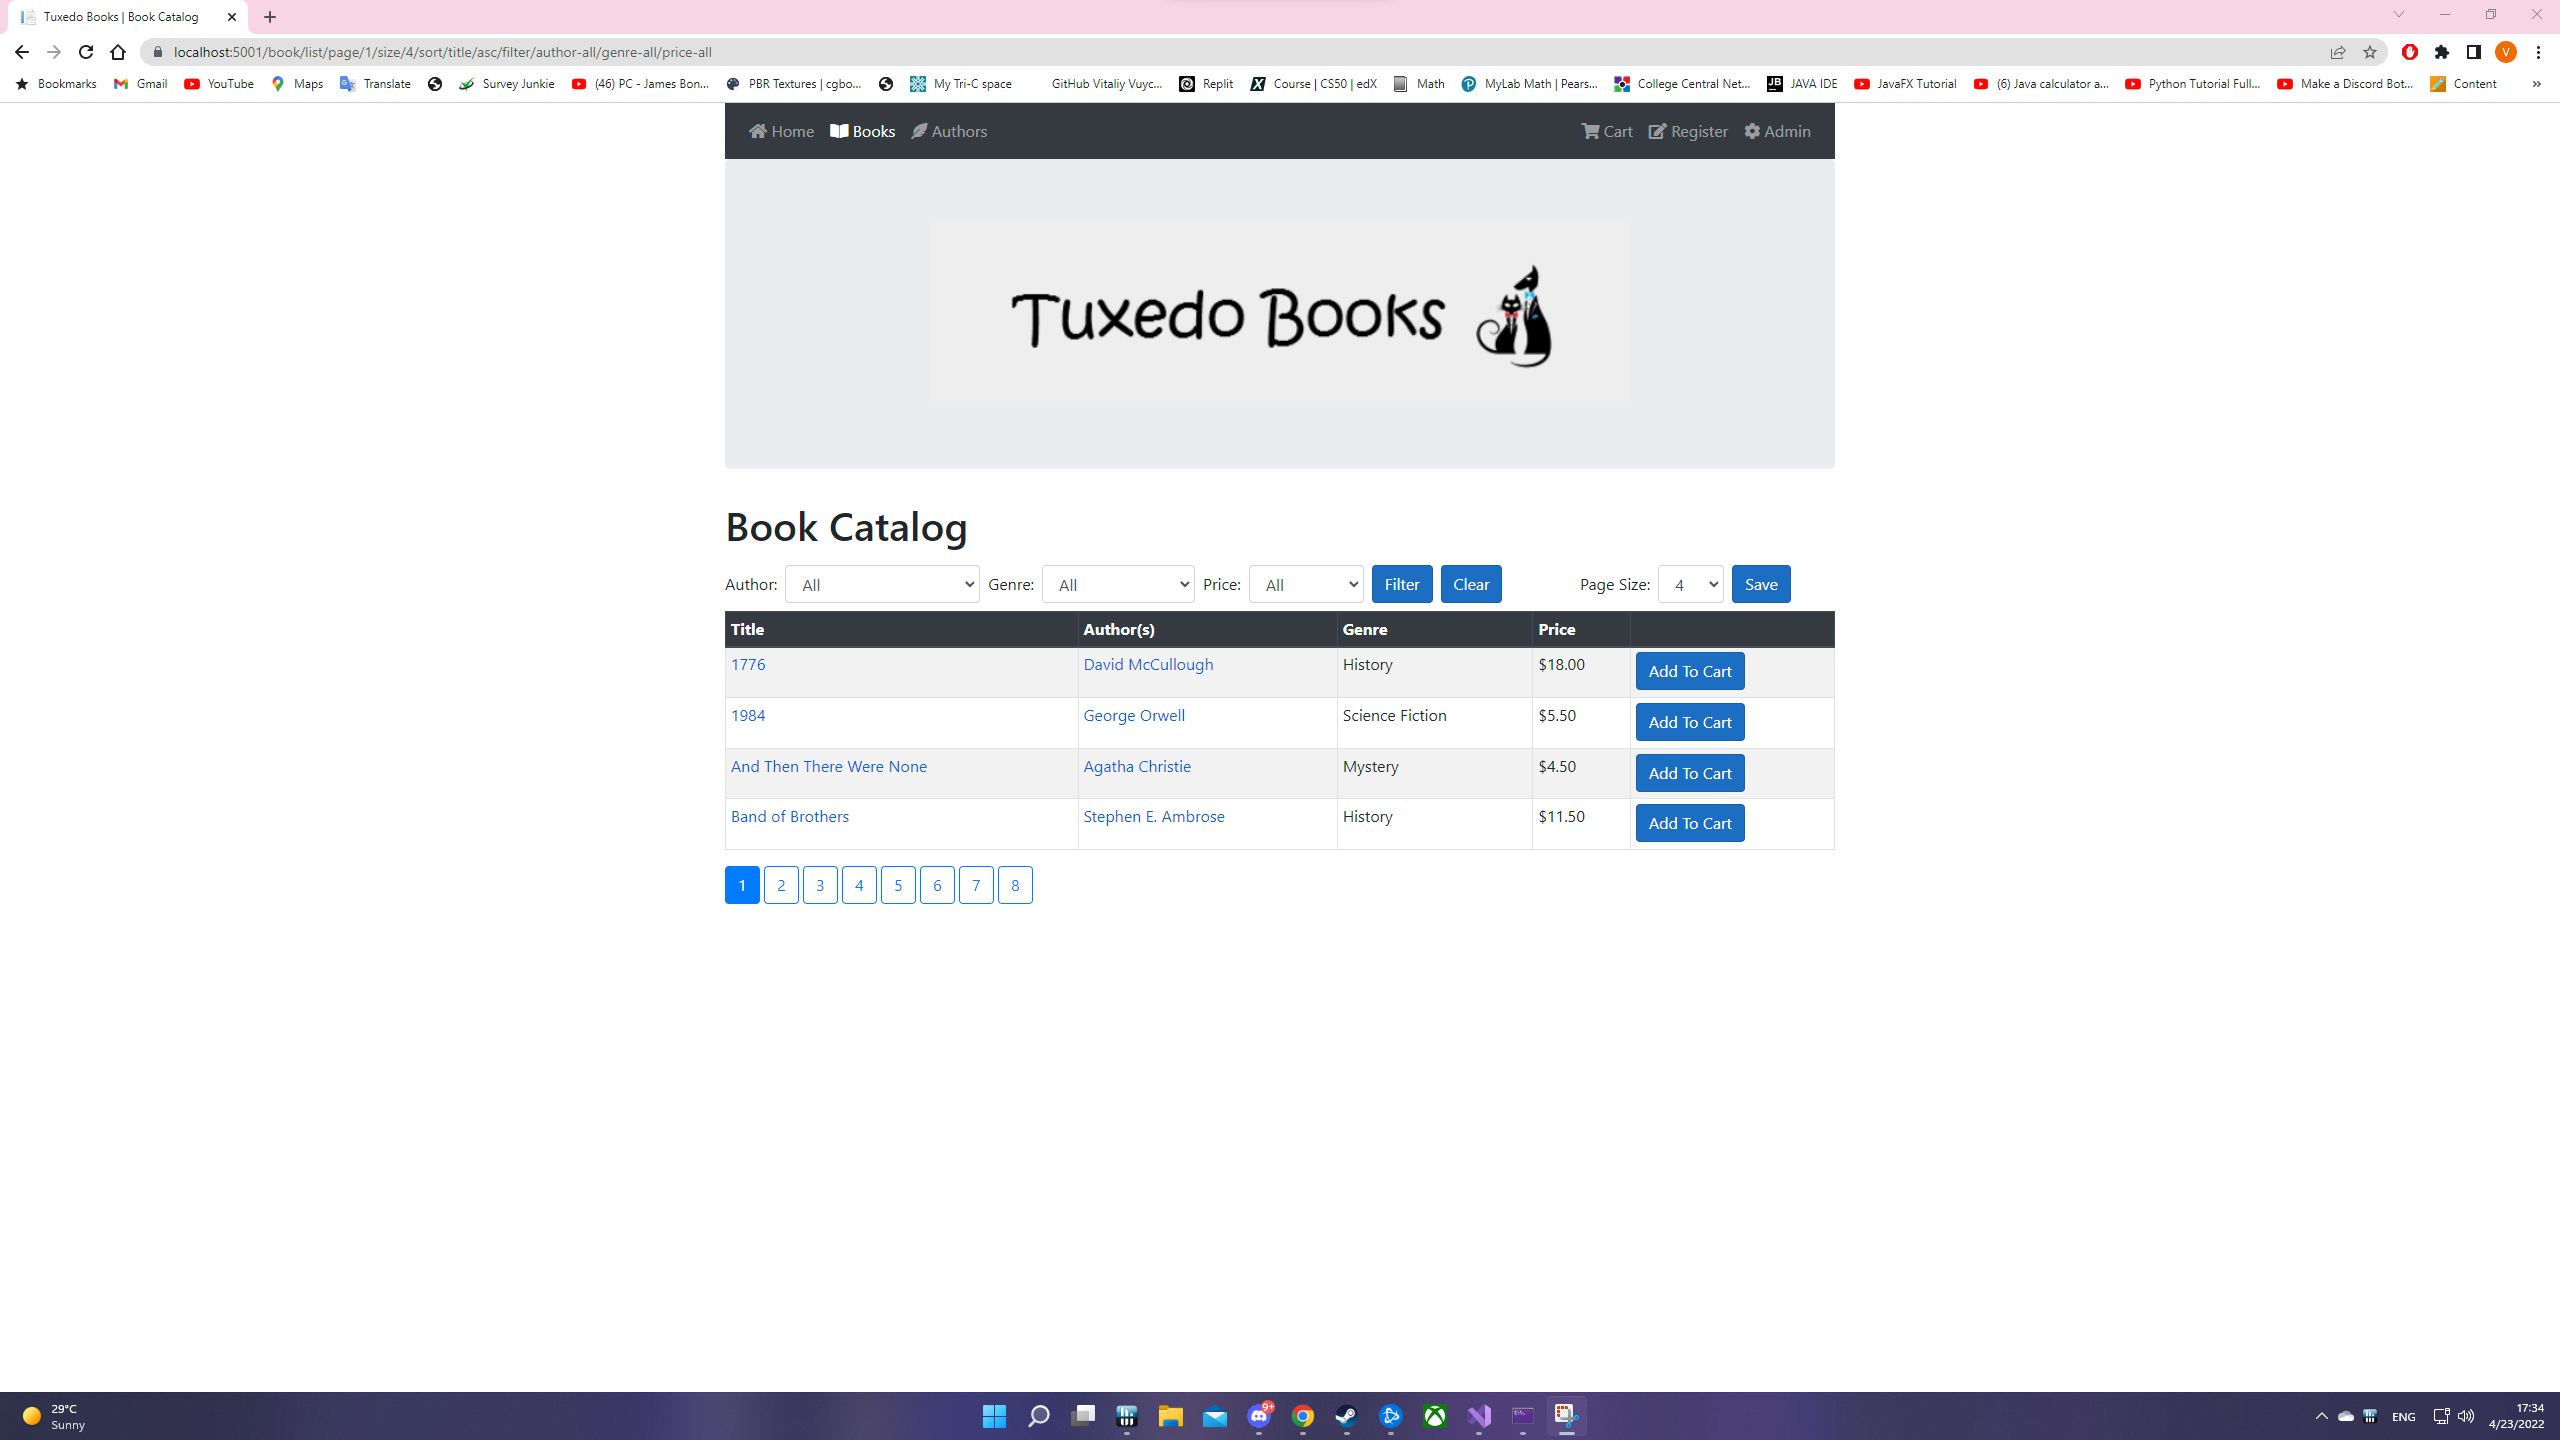 Tuxedo Books | Book Catalog
localhost:5001/book/list/page/1/size/4/sort/title/asc/filter/author-all/genre-all/price-all
V
Bookmarks Gmail YouTube Maps Translate Survey Junkie (46) PC - James Bon... PBR Textures | cgbo... My Tri-C space GitHub Vitaliy Vuyc... Replit Course | CS50 | edX Math MyLab Math | Pears... College Central Net... JAVA IDE JavaFX Tutorial (6) Java calculator a... Python Tutorial Full... Make a Discord Bot... Content »
Home Books Authors Cart Register Admin
Tuxedo Books
Book Catalog
Author: All Genre: All Price: All Filter Clear Page Size: 4 Save
Title Author(s) Genre Price
1776 David McCullough History $18.00 Add To Cart
1984 George Orwell Science Fiction $5.50 Add To Cart
And Then There Were None Agatha Christie Mystery $4.50 Add To Cart
Band of Brothers Stephen E. Ambrose History $11.50 Add To Cart
1 2 3 4 5 6 7 8
29°C
Sunny
9+
ENG
17:34
4/23/2022